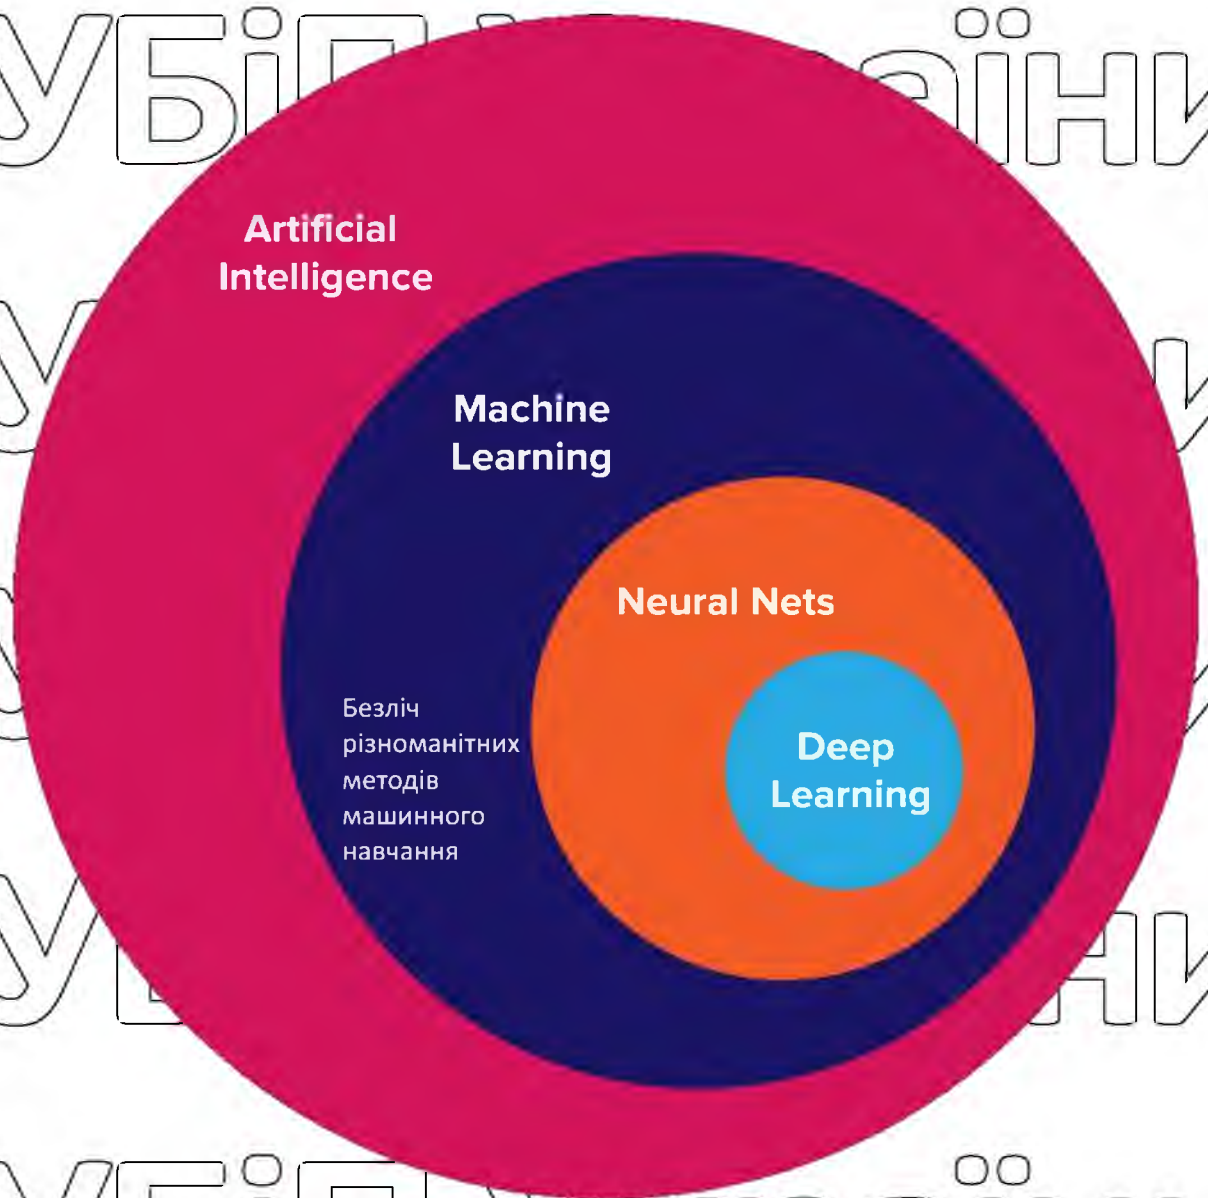 Artificial
Intelligence
Machine
Learning
Neural Nets
Безліч
різноманітних
методів
машинного
навчання
Deep
Learning